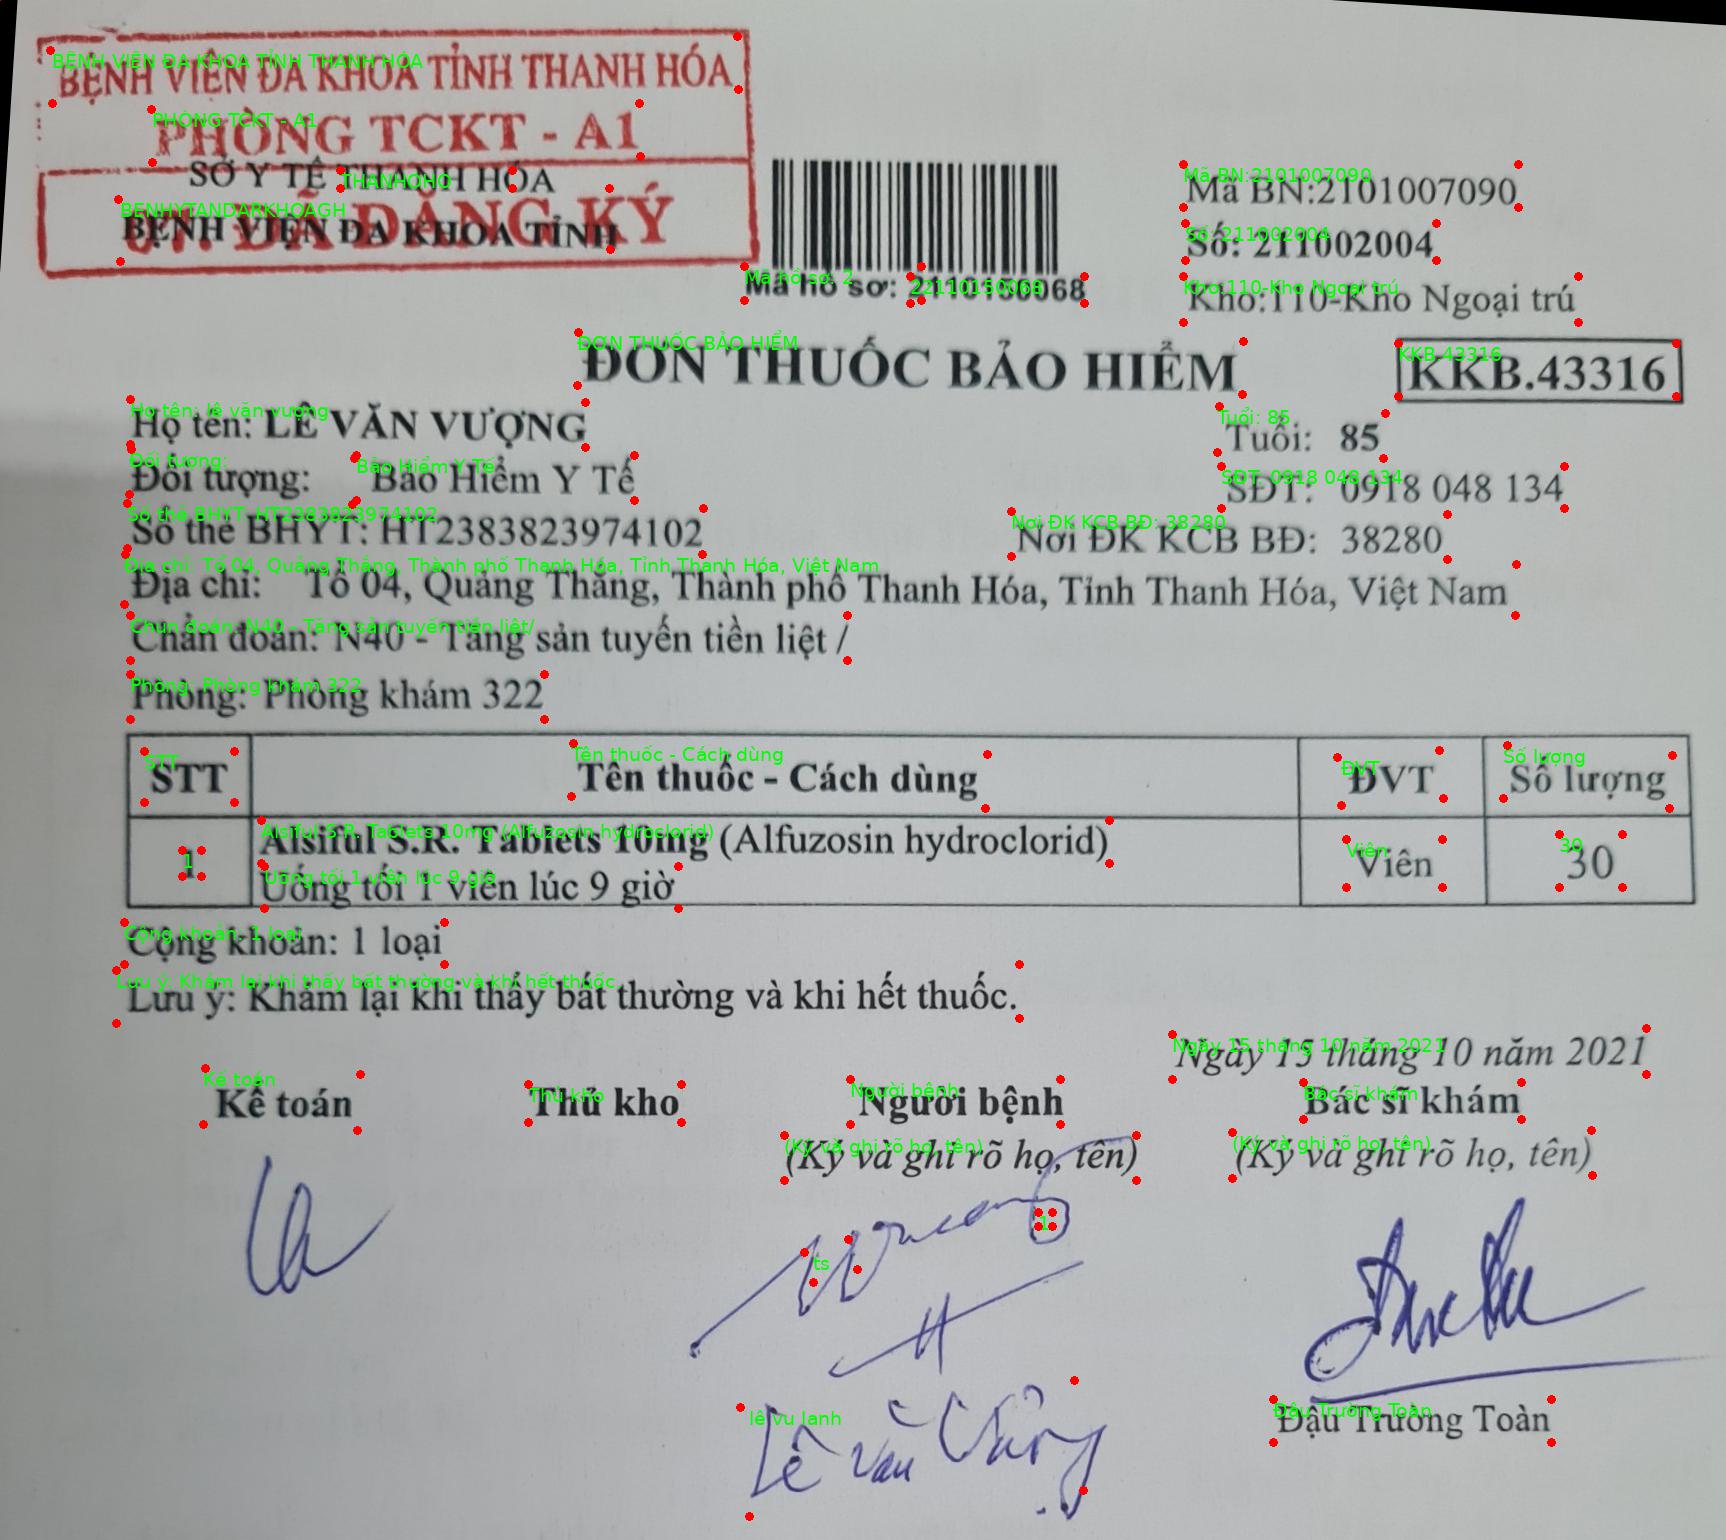 BỆNH VIỆN ĐA KHOA TỈNH THANH HÓA
PHÒNG TCKT - A1
SỞ Y TẾ THANH HÓA
ĐÃ ĐĂNG KÝ
BỆNH VIỆN ĐA KHOA TỈNH
Mã hồ sơ: 2110150068
Mã BN:2101007090
Số: 211002004
Kho:110-Kho Ngoại trú
ĐƠN THUỐC BẢO HIỂM
KKB.43316
Họ tên: LÊ VĂN VƯỢNG
Tuổi: 85
Đối tượng: Bảo Hiểm Y Tế
SĐT: 0918 048 134
Số thẻ BHYT: HT2383823974102
Nơi ĐK KCB BĐ: 38280
Địa chỉ: Tổ 04, Quảng Thắng, Thành phố Thanh Hóa, Tỉnh Thanh Hóa, Việt Nam
Chẩn đoán: N40 - Tăng sản tuyến tiền liệt /
Phòng: Phòng khám 322
STT Tên thuốc - Cách dùng ĐVT Số lượng
1 Alsiful S.R. Tablets 10mg (Alfuzosin hydroclorid) Viên 30
Uống tối 1 viên lúc 9 giờ
Cộng khoản: 1 loại
Lưu ý: Khám lại khi thấy bất thường và khi hết thuốc.
Ngày 15 tháng 10 năm 2021
Kế toán Thủ kho Người bệnh Bác sĩ khám
(Ký và ghi rõ họ, tên) (Ký và ghi rõ họ, tên)
Đậu Trường Toàn
Lê Văn